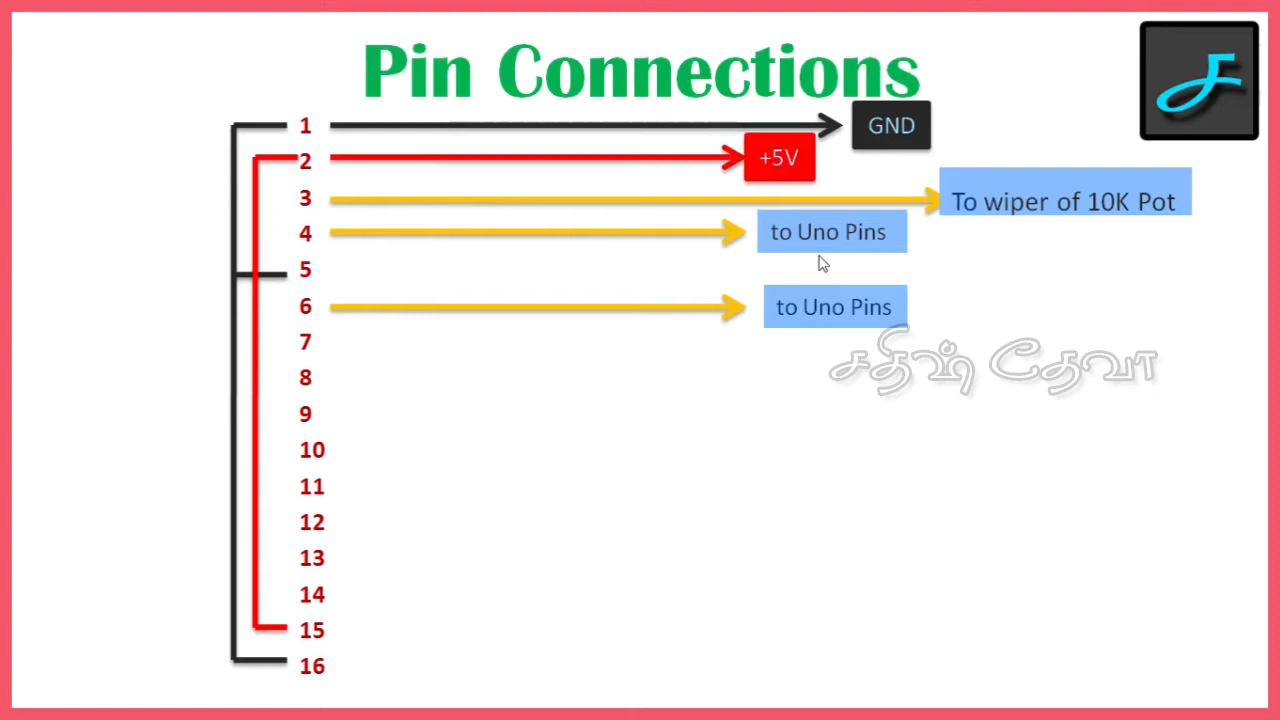 Pin Connections
1
GND
2
+5V
3
To wiper of 10K Pot
4
to Uno Pins
5
6
to Uno Pins
7
சதிஷ் தேவா
8
9
10
11
12
13
14
15
16